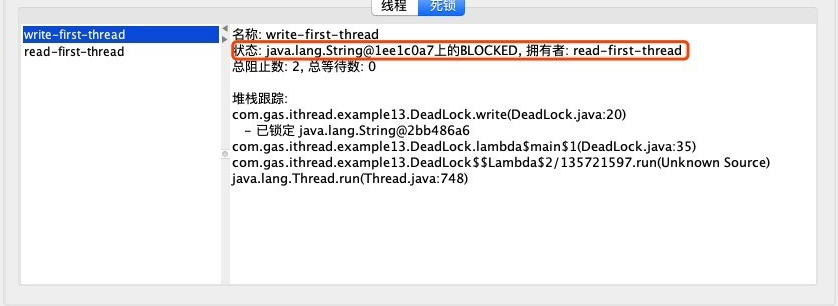 线程 死锁
write-first-thread
read-first-thread
名称: write-first-thread
状态: java.lang.String@1ee1c0a7上的BLOCKED, 拥有者: read-first-thread
总阻止数: 2, 总等待数: 0
堆栈跟踪:
com.gas.ithread.example13.DeadLock.write(DeadLock.java:20)
- 已锁定 java.lang.String@2bb486a6
com.gas.ithread.example13.DeadLock.lambda$main$1(DeadLock.java:35)
com.gas.ithread.example13.DeadLock$$Lambda$2/135721597.run(Unknown Source)
java.lang.Thread.run(Thread.java:748)